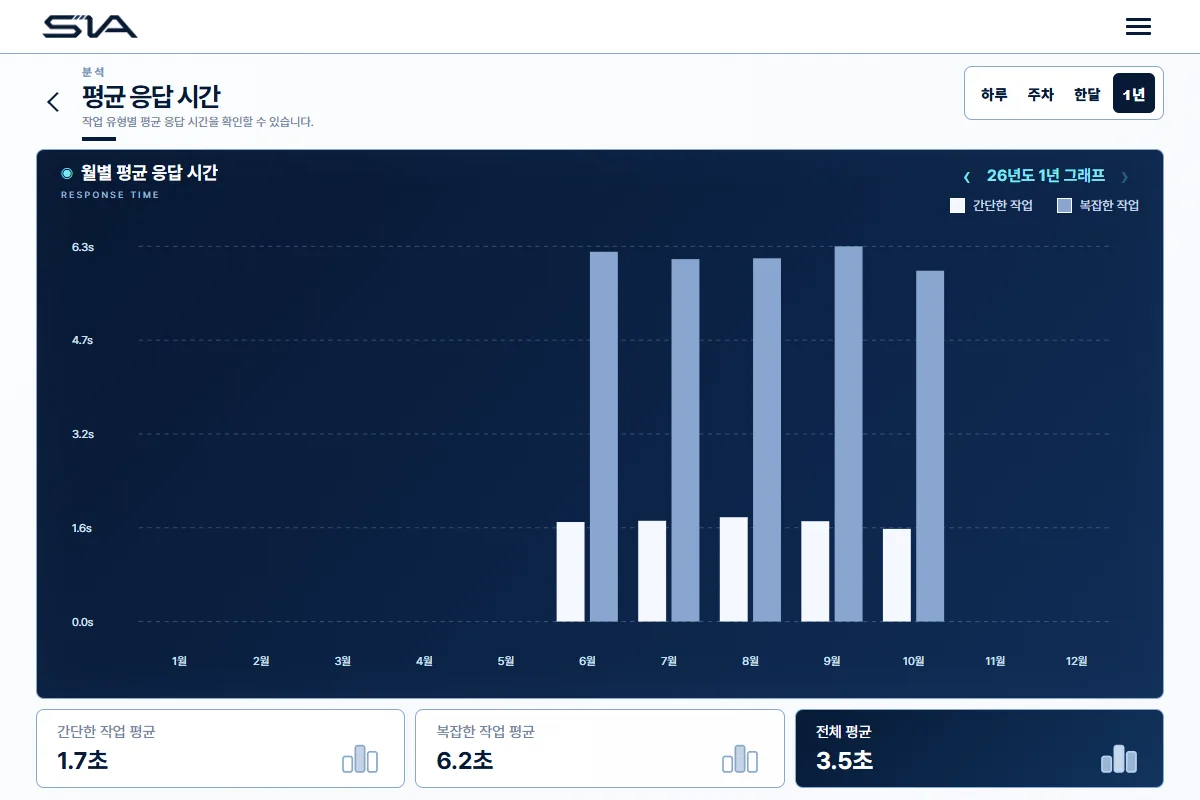 SIA
분석
평균 응답 시간
작업 유형별 평균 응답 시간을 확인할 수 있습니다.
하루 주차 한달 1년
월별 평균 응답 시간
RESPONSE TIME
26년도 1년 그래프
간단한 작업 복잡한 작업
6.3s
4.7s
3.2s
1.6s
0.0s
1월 2월 3월 4월 5월 6월 7월 8월 9월 10월 11월 12월
간단한 작업 평균
1.7초
복잡한 작업 평균
6.2초
전체 평균
3.5초